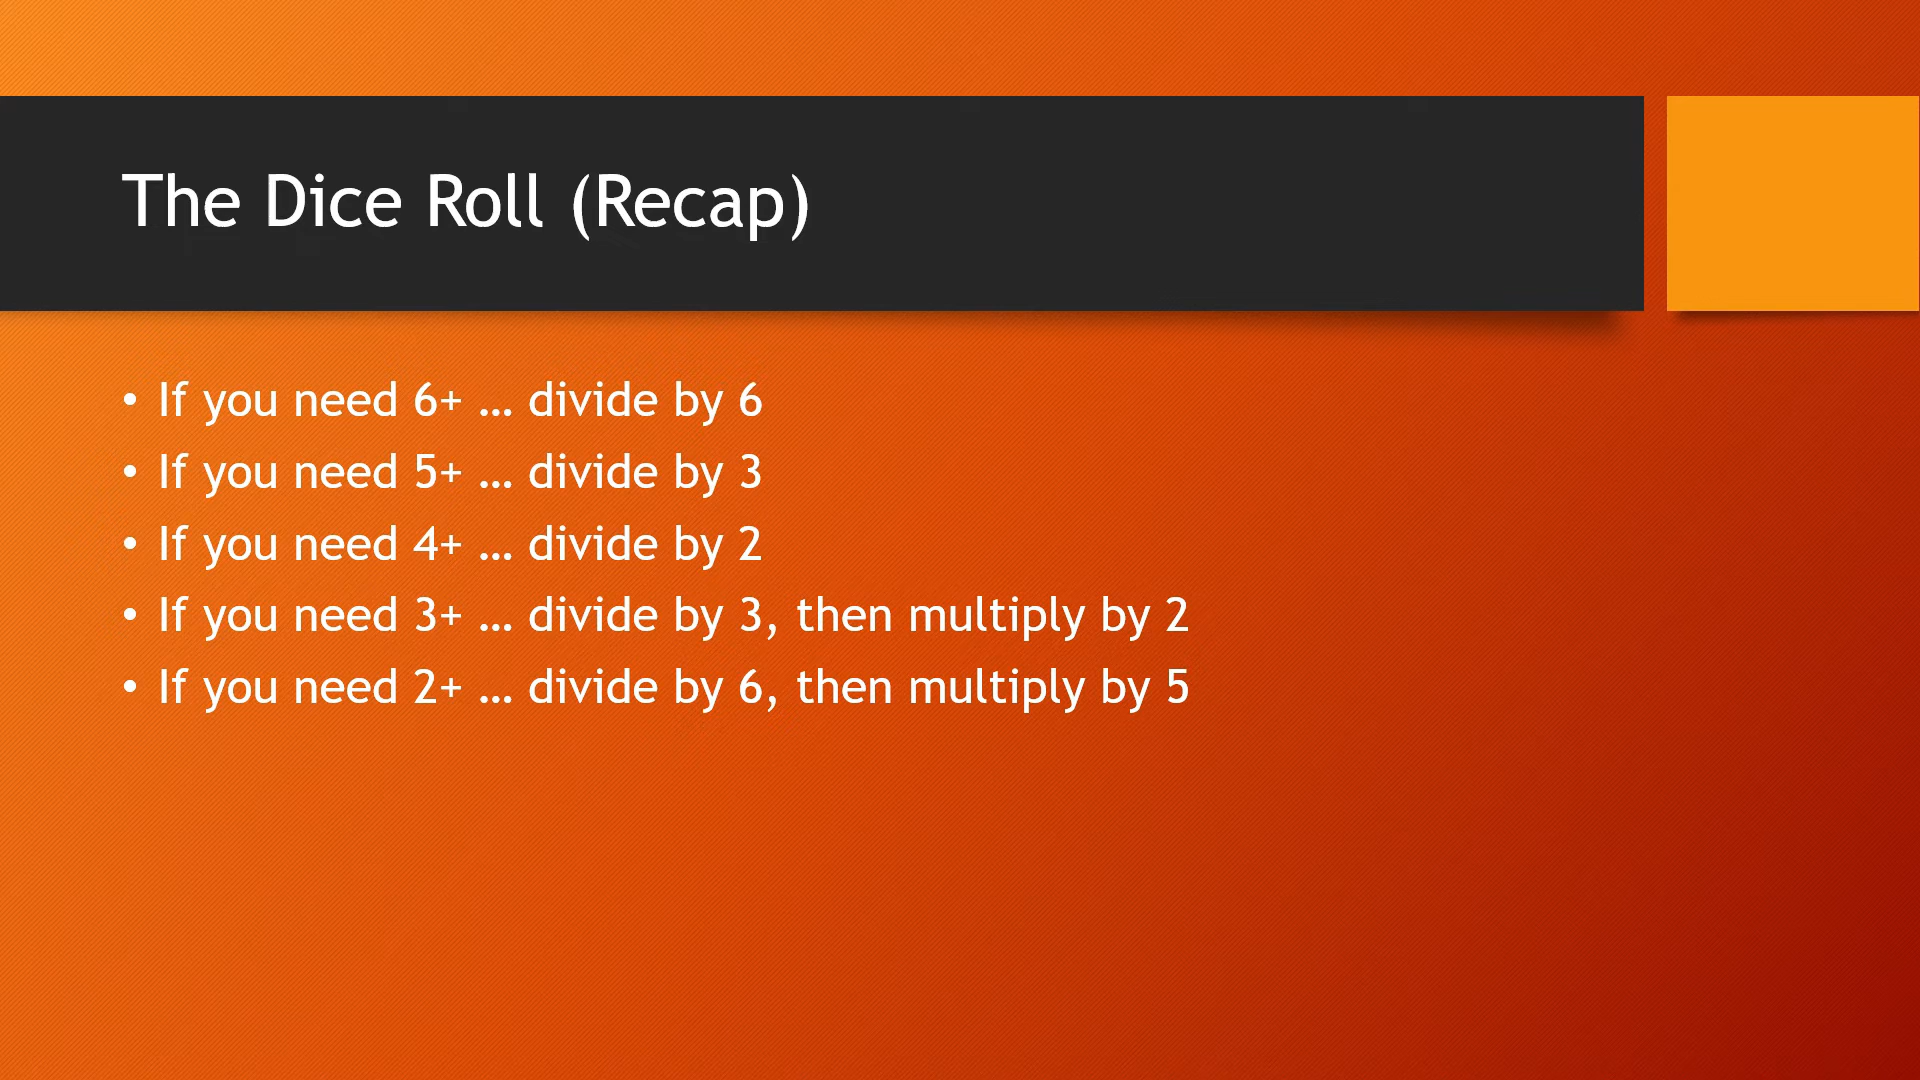 The Dice Roll (Recap)
• If you need 6+ … divide by 6
• If you need 5+ … divide by 3
• If you need 4+ … divide by 2
• If you need 3+ … divide by 3, then multiply by 2
• If you need 2+ … divide by 6, then multiply by 5